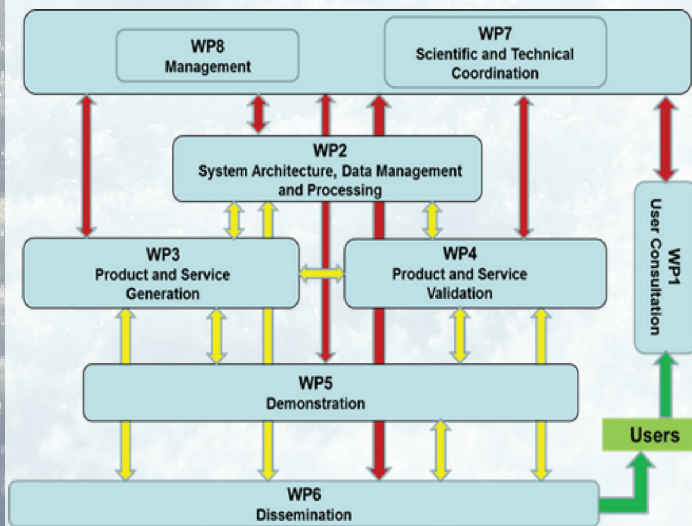 WP8
Management
WP7
Scientific and Technical
Coordination
WP2
System Architecture, Data Management
and Processing
WP3
Product and Service
Generation
WP4
Product and Service
Validation
WP1
User Consultation
WP5
Demonstration
Users
WP6
Dissemination